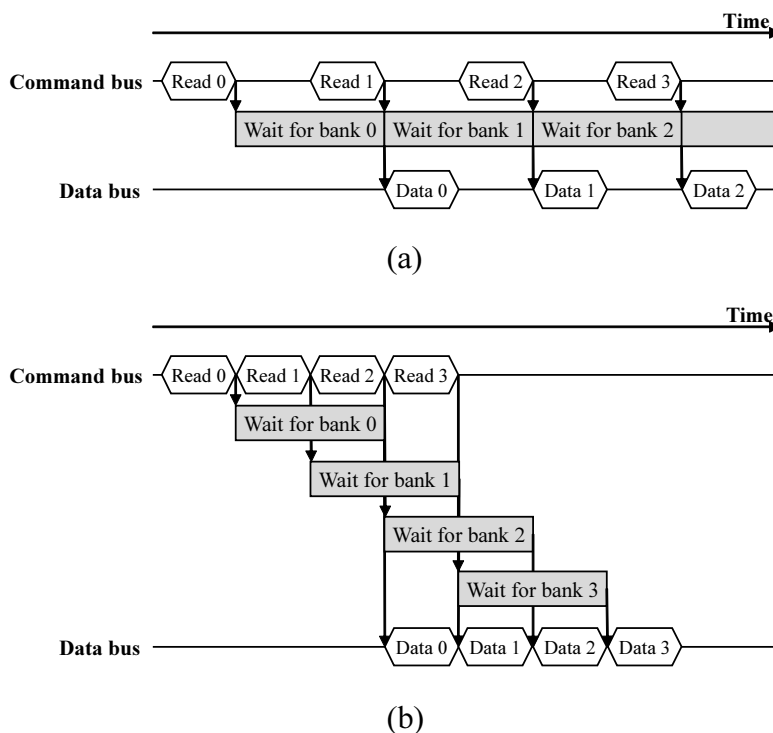 Time
Command bus Read 0 Read 1 Read 2 Read 3
Wait for bank 0 Wait for bank 1 Wait for bank 2
Data bus Data 0 Data 1 Data 2
(a)
Time
Command bus Read 0 Read 1 Read 2 Read 3
Wait for bank 0
Wait for bank 1
Wait for bank 2
Wait for bank 3
Data bus Data 0 Data 1 Data 2 Data 3
(b)